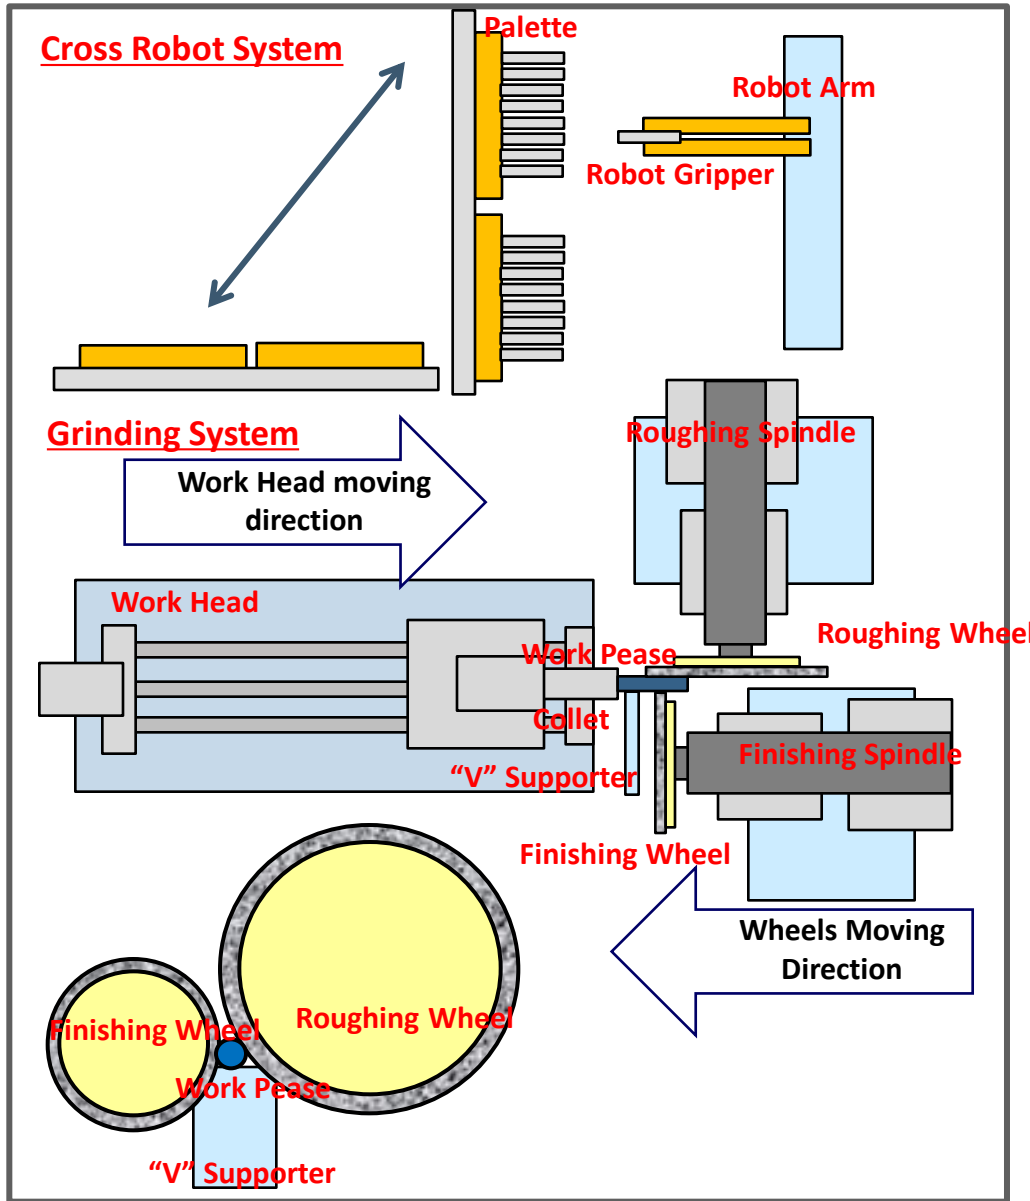 Cross Robot System
Palette
Robot Arm
Robot Gripper
Grinding System
Work Head moving
direction
Roughing Spindle
Work Head
Roughing Wheel
Work Pease
Collet
Finishing Spindle
“V” Supporter
Finishing Wheel
Wheels Moving
Direction
Roughing Wheel
Finishing Wheel
Work Pease
“V” Supporter